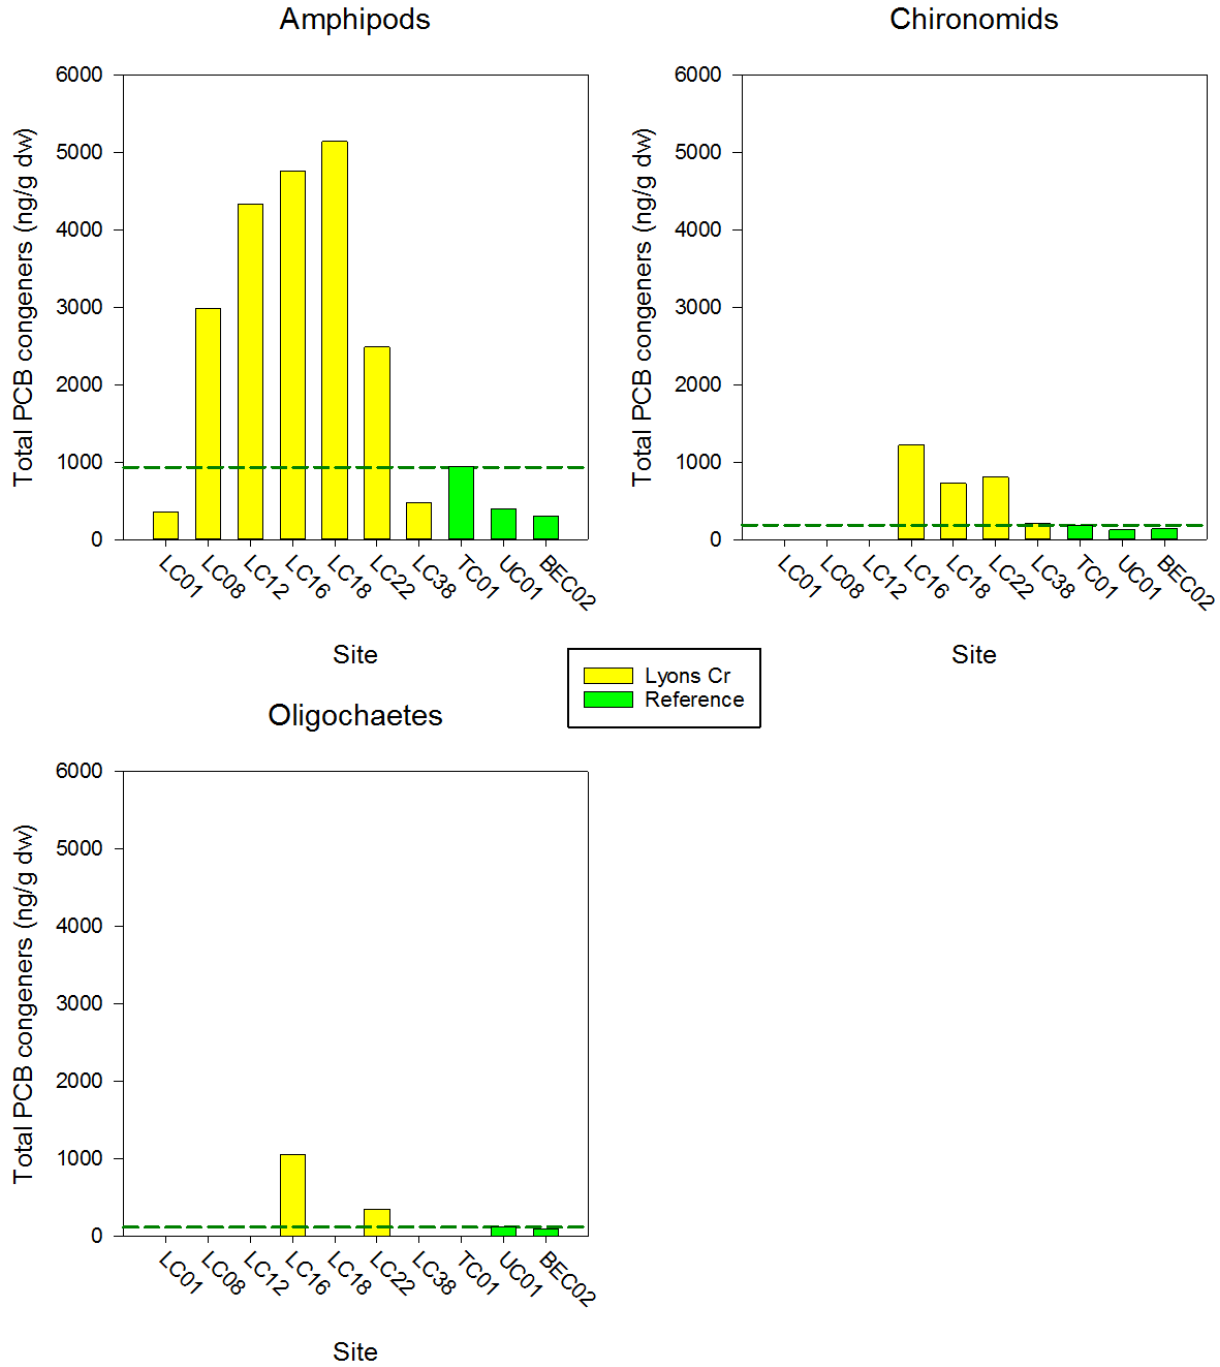 Amphipods
Total PCB congeners (ng/g dw)
6000
5000
4000
3000
2000
1000
0
LC01
LC08
LC12
LC16
LC18
LC22
LC38
TC01
UC01
BEC02
Site
Chironomids
Total PCB congeners (ng/g dw)
6000
5000
4000
3000
2000
1000
0
LC01
LC08
LC12
LC16
LC18
LC22
LC38
TC01
UC01
BEC02
Site
Lyons Cr
Reference
Oligochaetes
Total PCB congeners (ng/g dw)
6000
5000
4000
3000
2000
1000
0
LC01
LC08
LC12
LC16
LC18
LC22
LC38
TC01
UC01
BEC02
Site